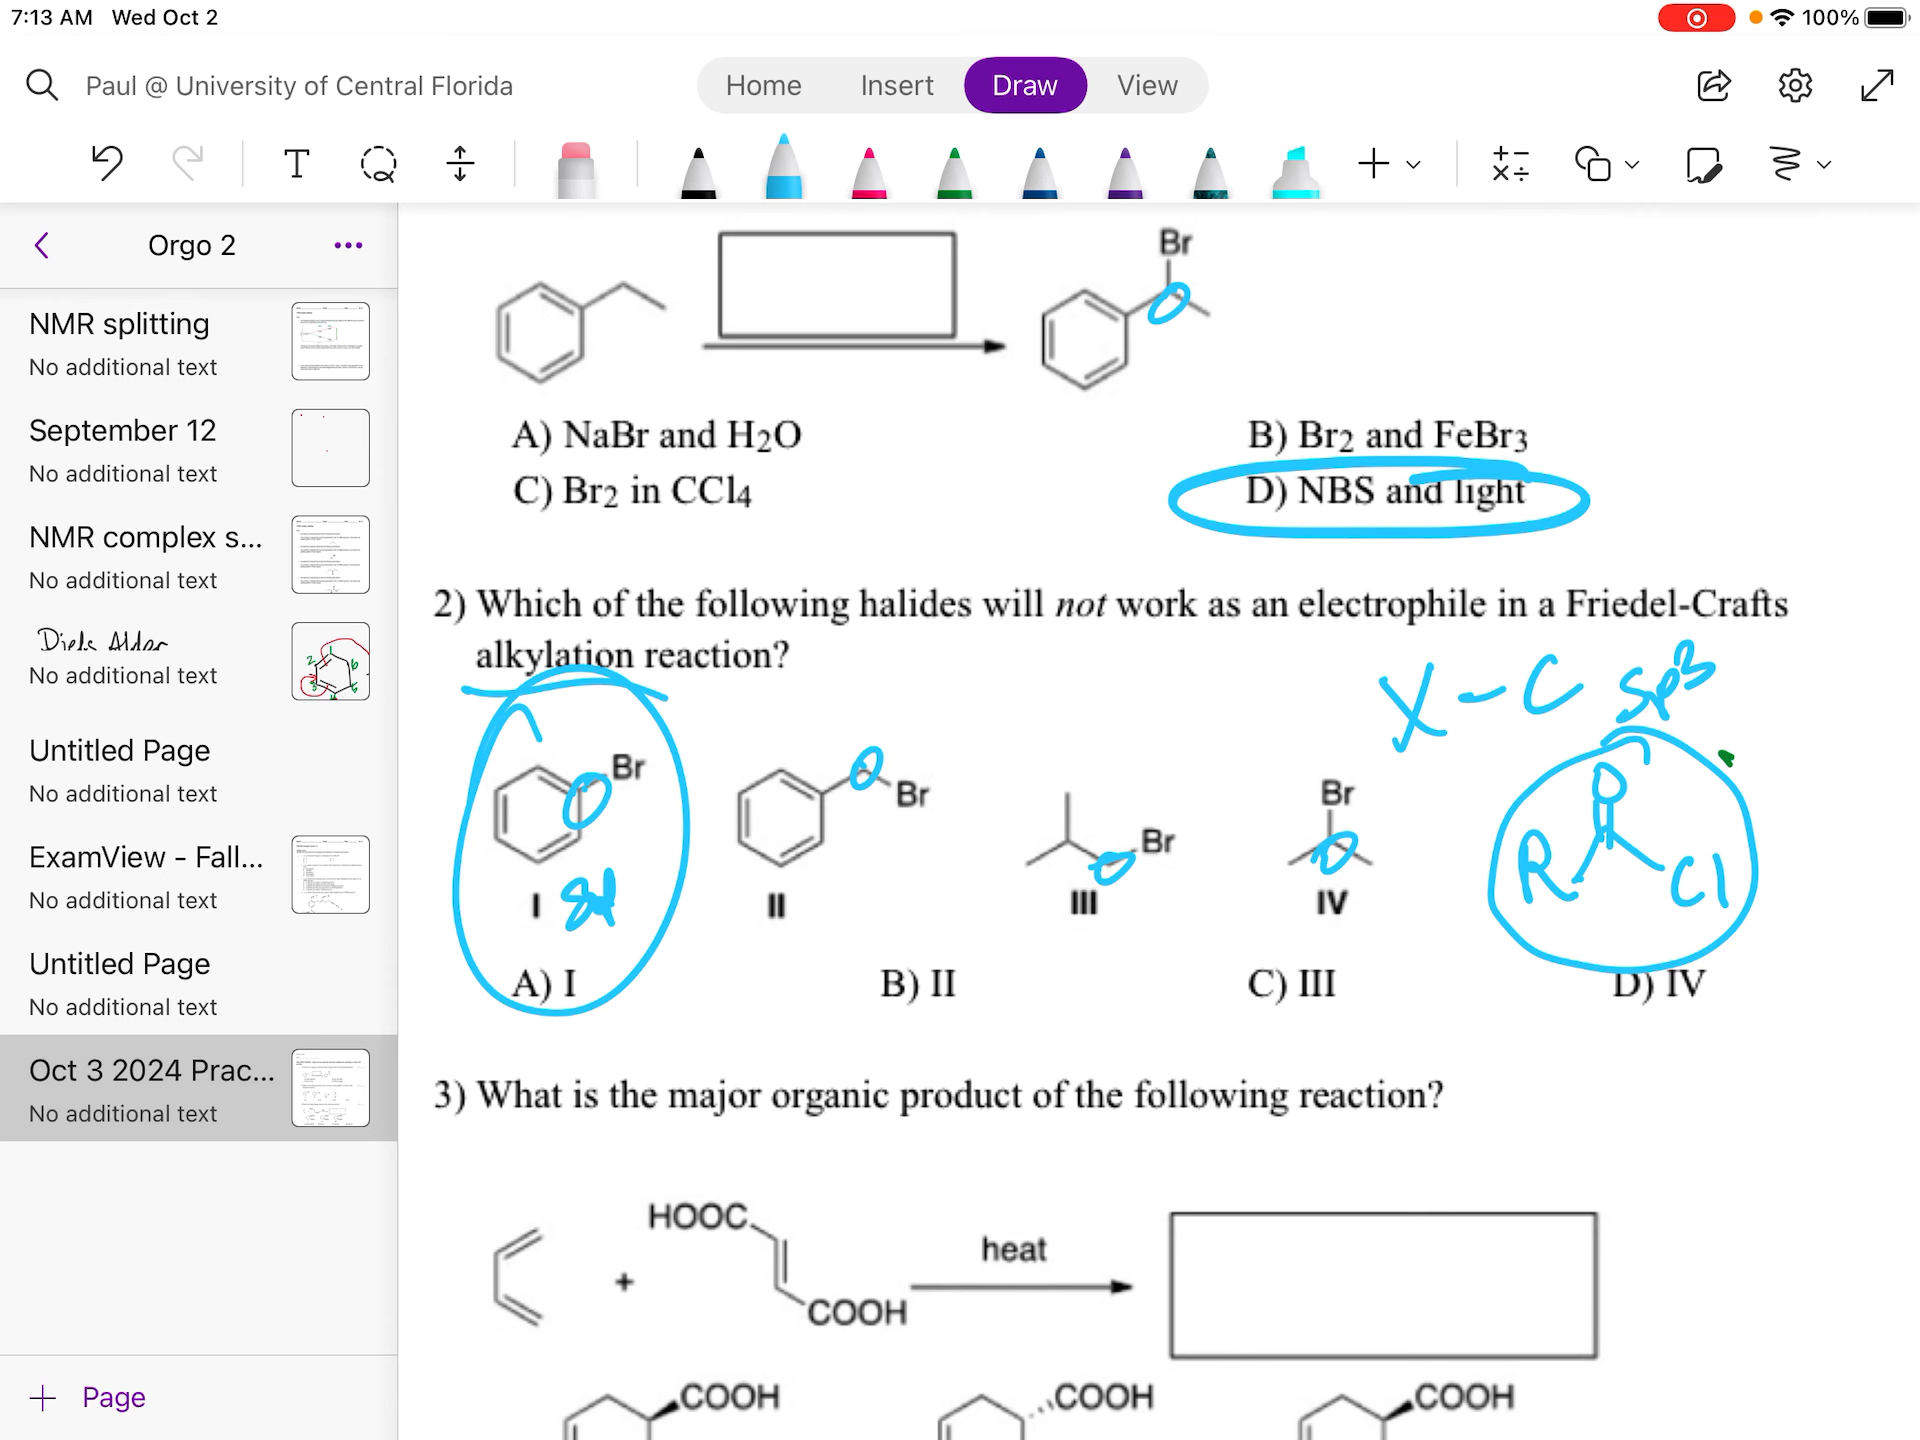 7:13 AM Wed Oct 2
100%
Paul @ University of Central Florida
Home Insert Draw View
T
Orgo 2
NMR splitting
No additional text
September 12
No additional text
NMR complex s...
No additional text
Diels Alder
No additional text
Untitled Page
No additional text
ExamView - Fall...
No additional text
Untitled Page
No additional text
Oct 3 2024 Prac...
No additional text
+ Page
Br
A) NaBr and H2O
B) Br2 and FeBr3
C) Br2 in CCl4
D) NBS and light
2) Which of the following halides will not work as an electrophile in a Friedel-Crafts
alkylation reaction?
X - C sp3
Br
Br
Br
Br
O
R
Cl
I
II
III
IV
A) I
B) II
C) III
D) IV
3) What is the major organic product of the following reaction?
HOOC
+
COOH
heat
COOH
COOH
COOH